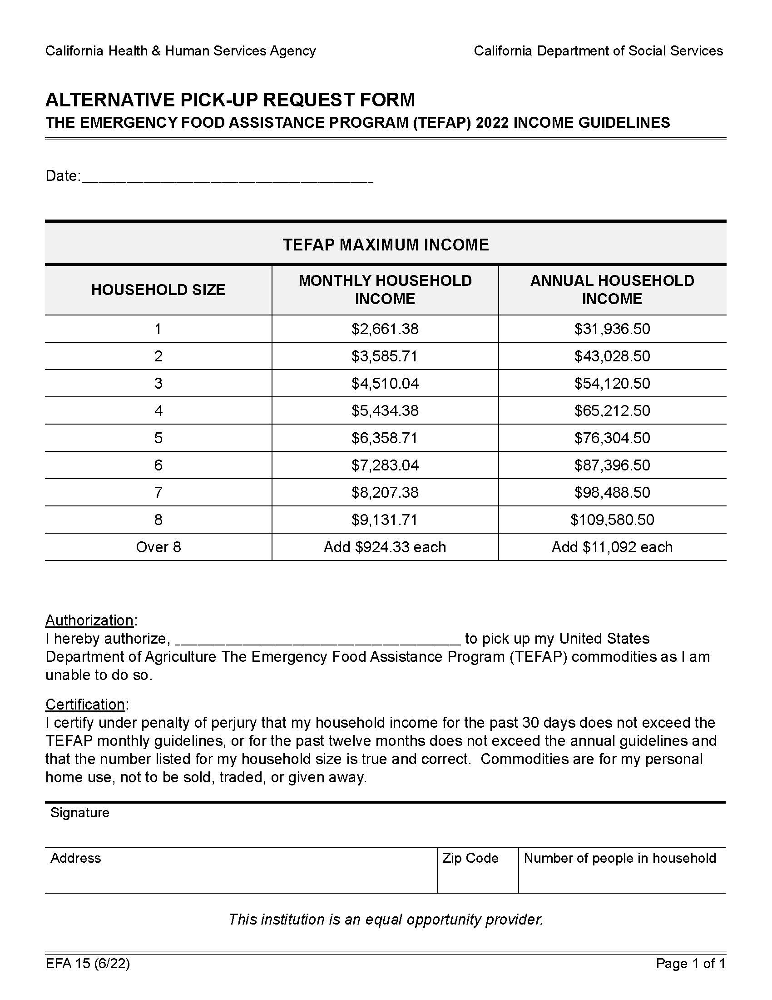 California Health & Human Services Agency California Department of Social Services
ALTERNATIVE PICK-UP REQUEST FORM
THE EMERGENCY FOOD ASSISTANCE PROGRAM (TEFAP) 2022 INCOME GUIDELINES
Date:
TEFAP MAXIMUM INCOME
HOUSEHOLD SIZE MONTHLY HOUSEHOLD INCOME ANNUAL HOUSEHOLD INCOME
1 $2,661.38 $31,936.50
2 $3,585.71 $43,028.50
3 $4,510.04 $54,120.50
4 $5,434.38 $65,212.50
5 $6,358.71 $76,304.50
6 $7,283.04 $87,396.50
7 $8,207.38 $98,488.50
8 $9,131.71 $109,580.50
Over 8 Add $924.33 each Add $11,092 each
Authorization:
I hereby authorize, ______________________________________ to pick up my United States
Department of Agriculture The Emergency Food Assistance Program (TEFAP) commodities as I am
unable to do so.
Certification:
I certify under penalty of perjury that my household income for the past 30 days does not exceed the
TEFAP monthly guidelines, or for the past twelve months does not exceed the annual guidelines and
that the number listed for my household size is true and correct.  Commodities are for my personal
home use, not to be sold, traded, or given away.
Signature
Address Zip Code Number of people in household
This institution is an equal opportunity provider.
EFA 15 (6/22) Page 1 of 1